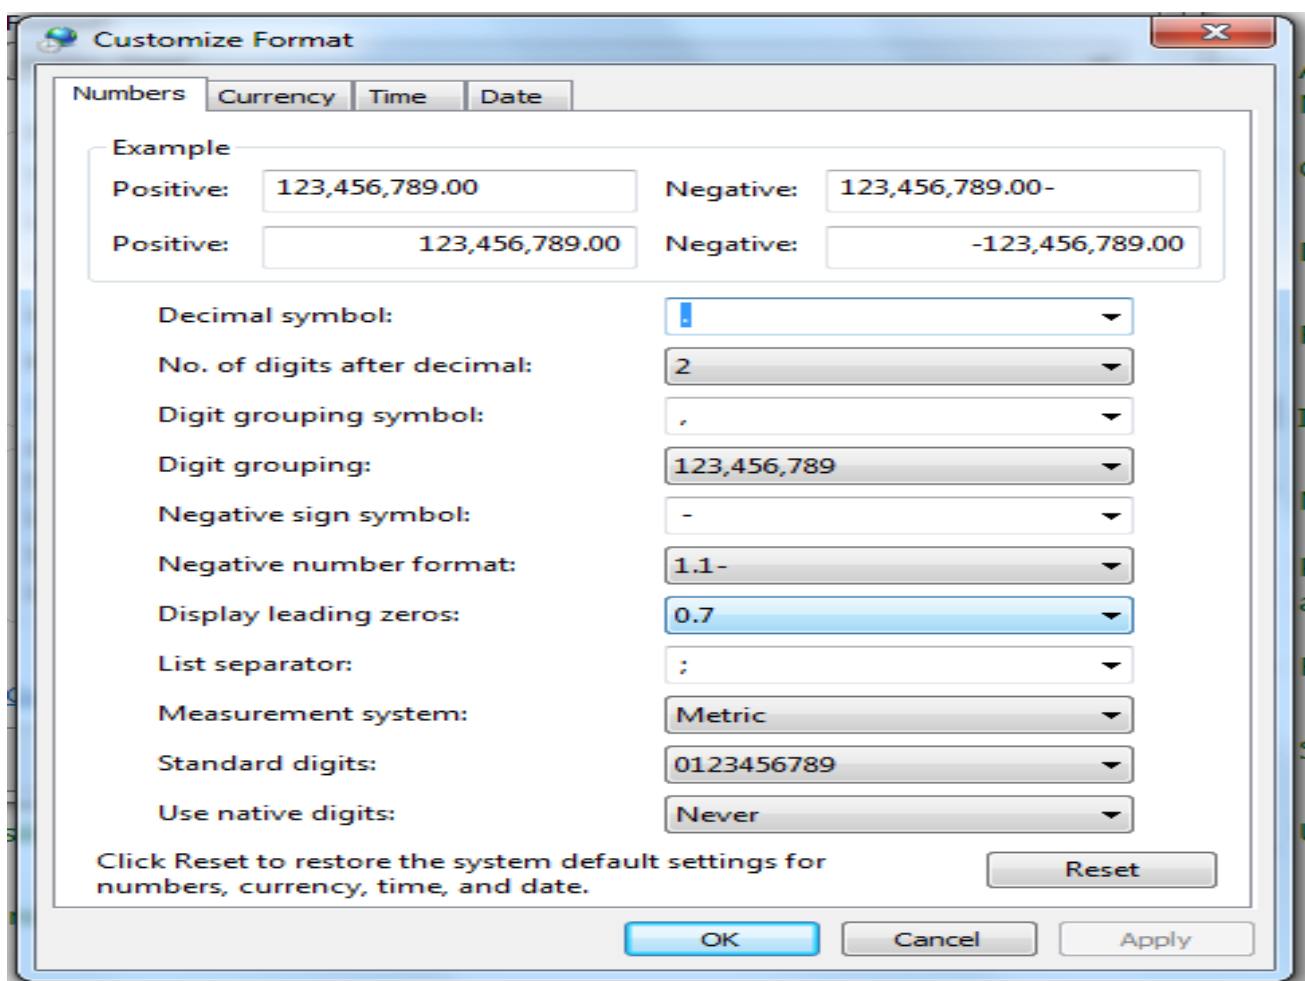 Customize Format
Numbers Currency Time Date
Example
Positive: 123,456,789.00 Negative: 123,456,789.00-
Positive: 123,456,789.00 Negative: -123,456,789.00
Decimal symbol: .
No. of digits after decimal: 2
Digit grouping symbol: ,
Digit grouping: 123,456,789
Negative sign symbol: -
Negative number format: 1.1-
Display leading zeros: 0.7
List separator: ;
Measurement system: Metric
Standard digits: 0123456789
Use native digits: Never
Click Reset to restore the system default settings for
numbers, currency, time, and date.
Reset
OK Cancel Apply